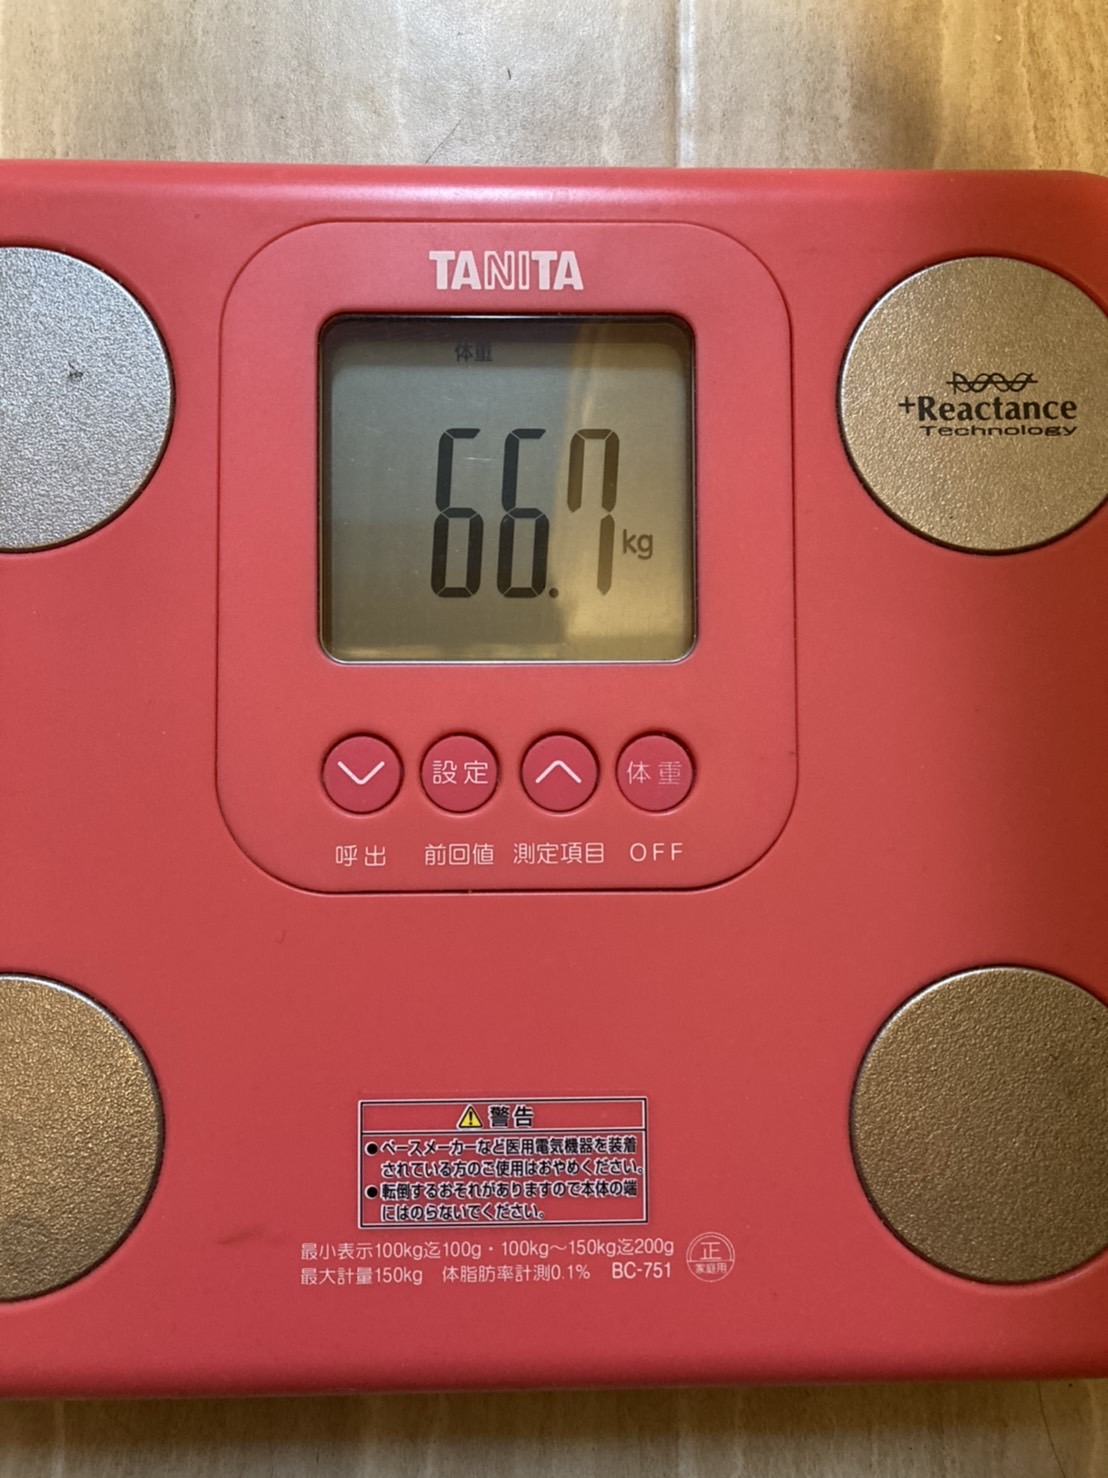 TANITA
体重
66.7kg
+Reactance
Technology
設定
体重
呼出 前回値 測定項目 OFF
⚠警告
●ペースメーカーなど医用電気機器を装着
されている方のご使用はおやめください。
●転倒するおそれがありますので本体の端
にはのらないでください。
最小表示100kg迄100g・100kg～150kg迄200g
最大計量150kg 体脂肪率計測0.1% BC-751
正
家庭用